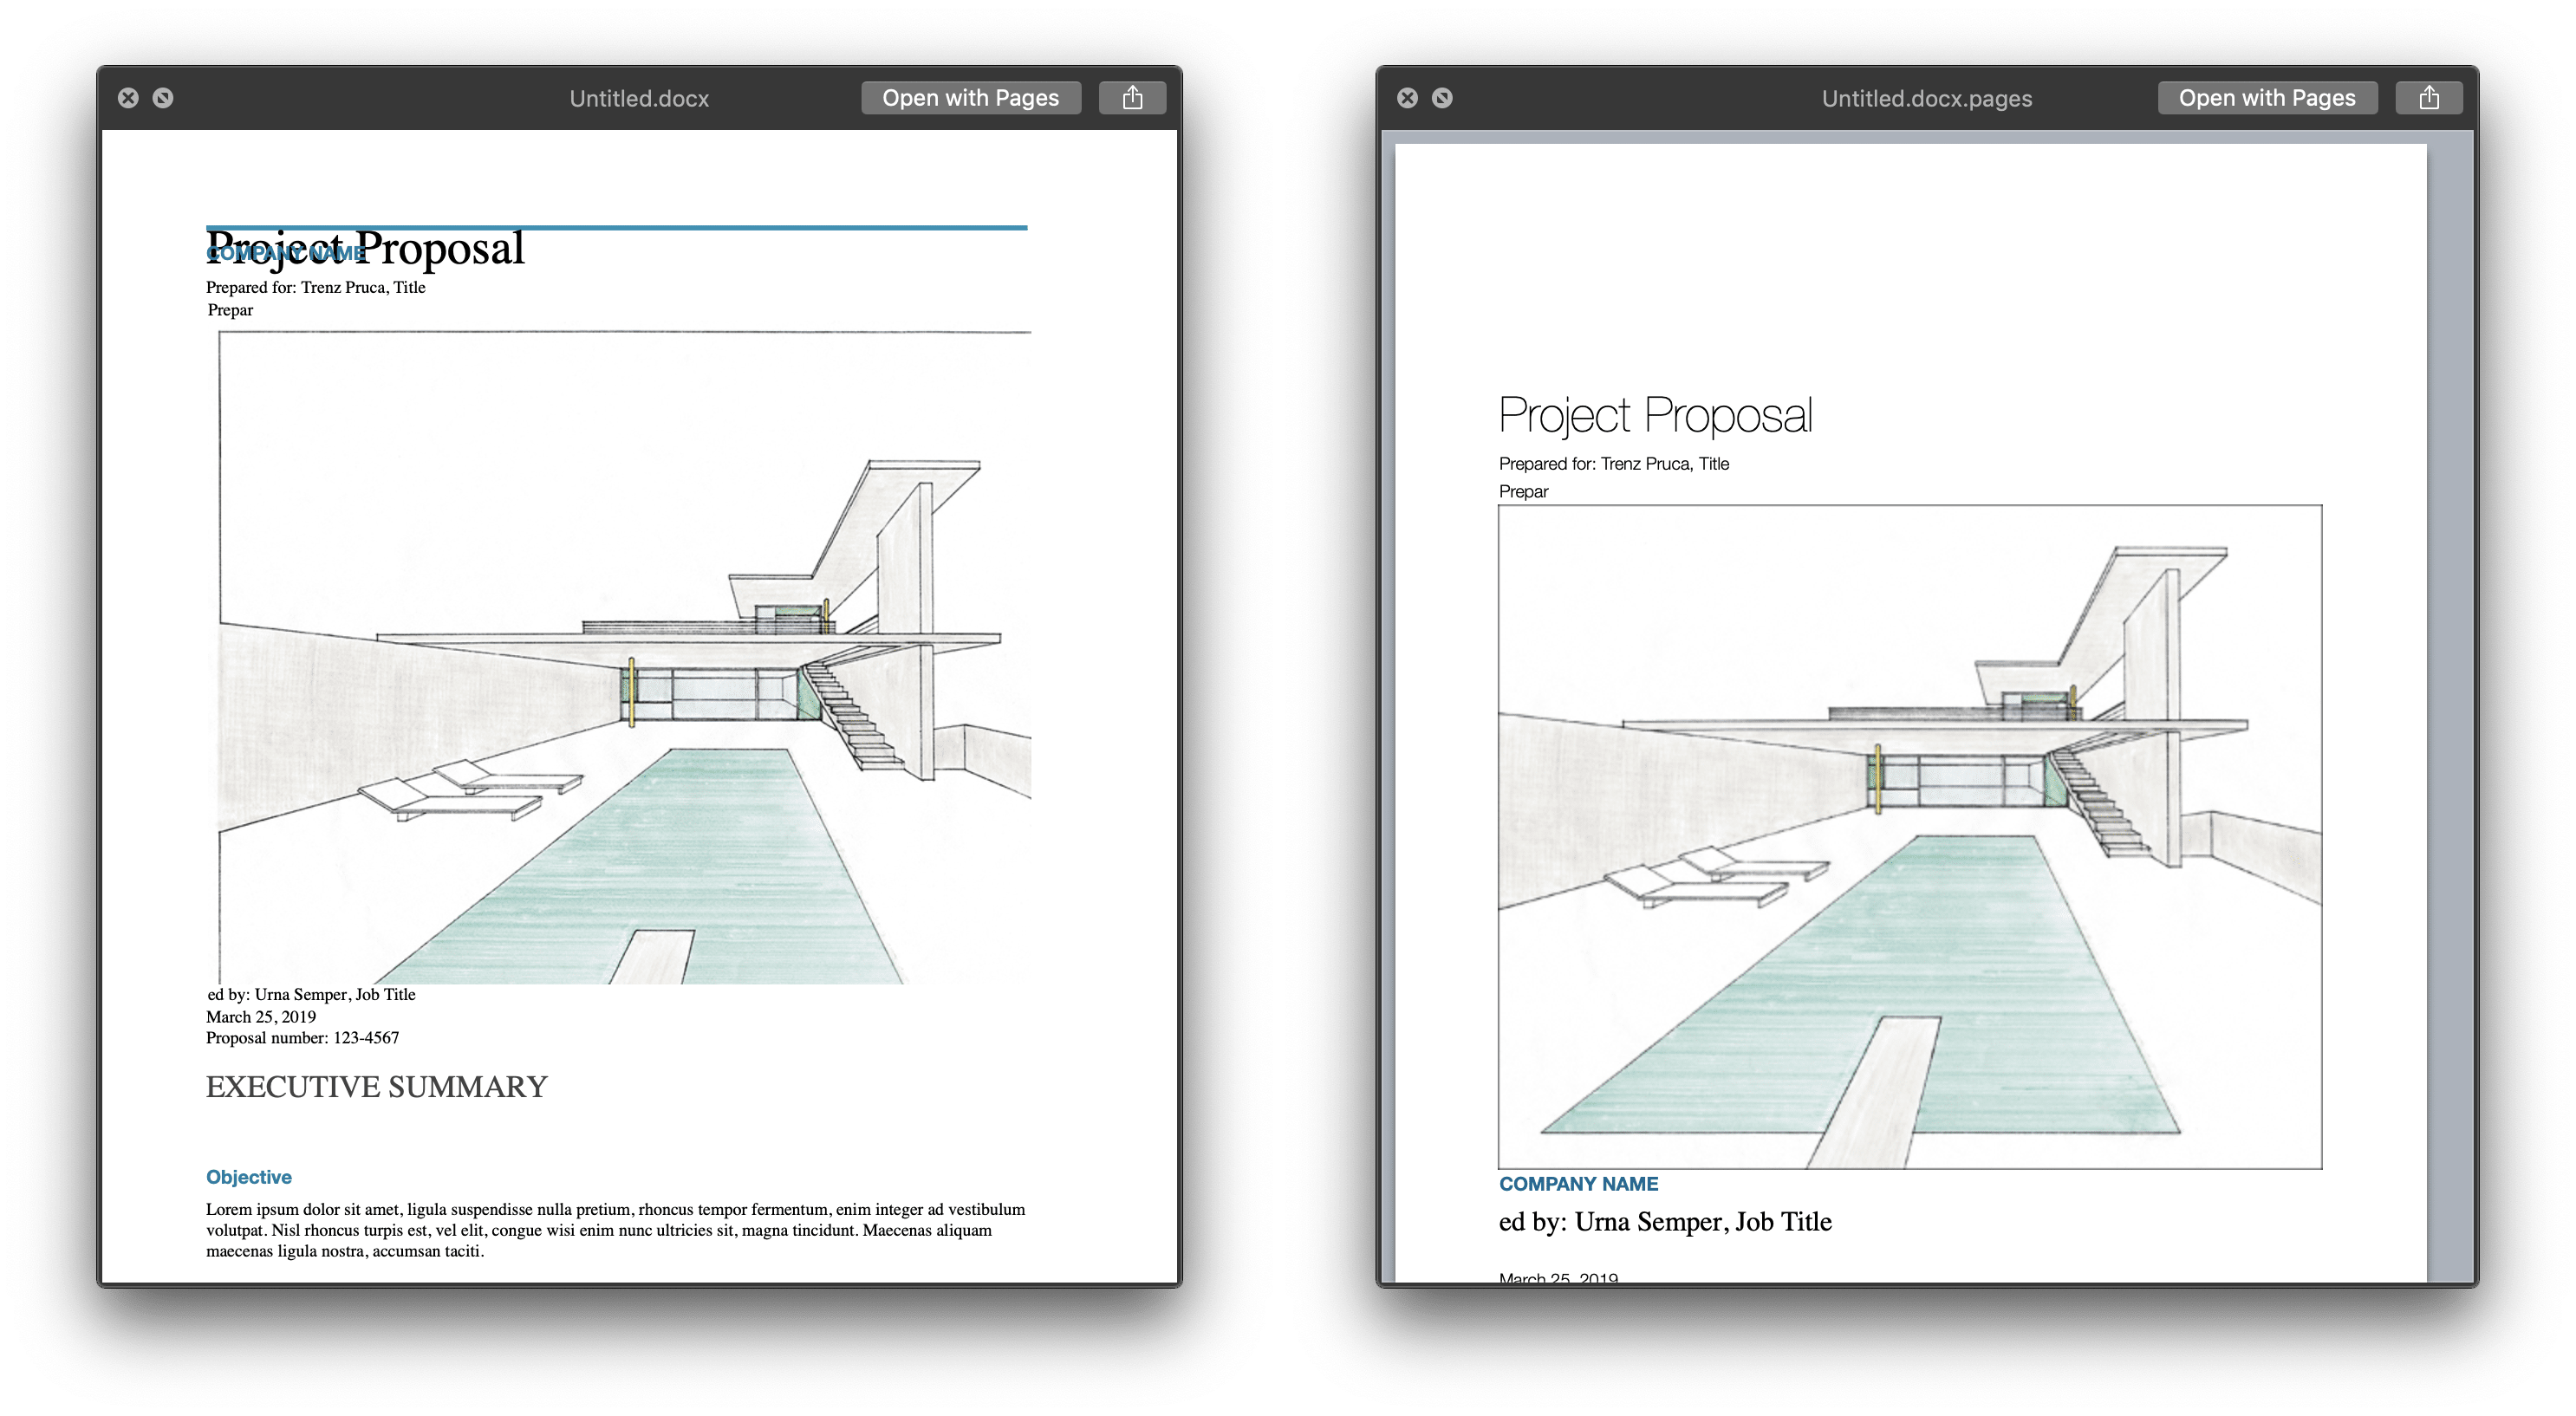 Untitled.docx
Open with Pages
Project Proposal
COMPANY NAME
Prepared for: Trenz Pruca, Title
Prepar
ed by: Urna Semper, Job Title
March 25, 2019
Proposal number: 123-4567
EXECUTIVE SUMMARY
Objective
Lorem ipsum dolor sit amet, ligula suspendisse nulla pretium, rhoncus tempor fermentum, enim integer ad vestibulum
volutpat. Nisl rhoncus turpis est, vel elit, congue wisi enim nunc ultricies sit, magna tincidunt. Maecenas aliquam
maecenas ligula nostra, accumsan taciti.
Untitled.docx.pages
Open with Pages
Project Proposal
Prepared for: Trenz Pruca, Title
Prepar
COMPANY NAME
ed by: Urna Semper, Job Title
March 25, 2019